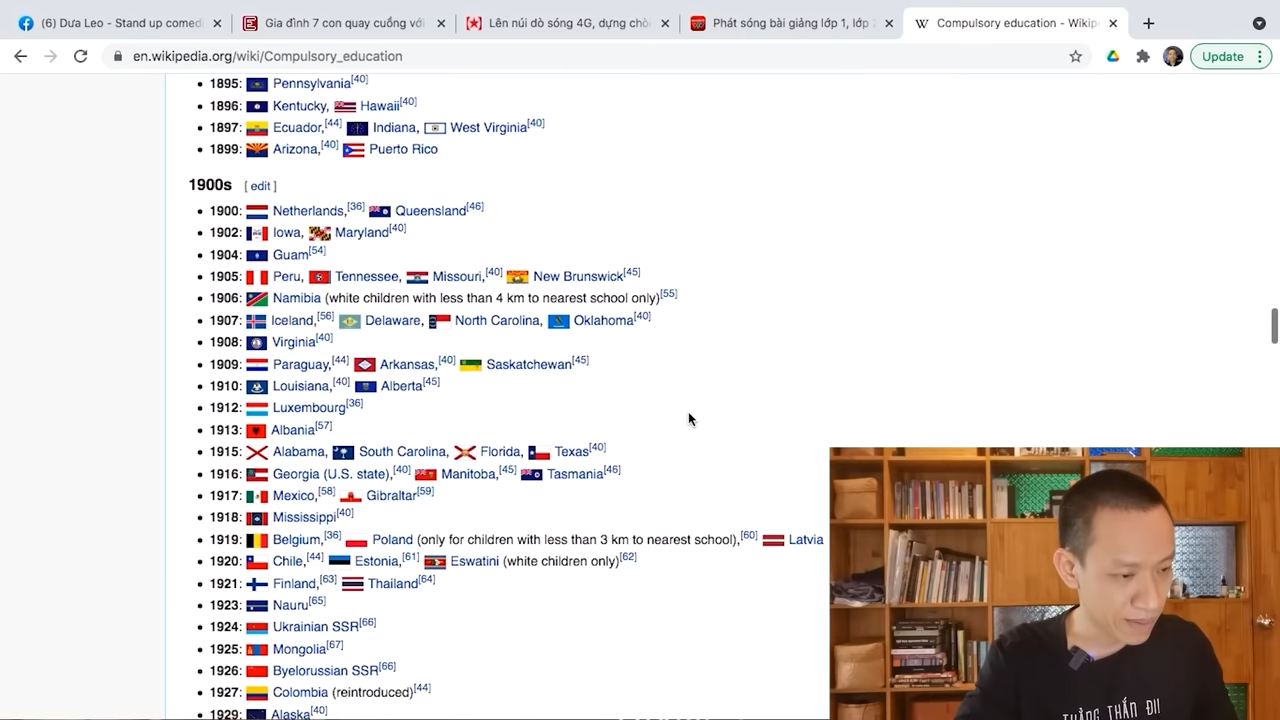 (6) Dưa Leo - Stand up comed
Gia đình 7 con quay cuồng với
Lên núi dò sóng 4G, dựng chòi
Phát sóng bài giảng lớp 1, lớp 2
Compulsory education - Wikip
en.wikipedia.org/wiki/Compulsory_education
Update
1895: Pennsylvania[40]
1896: Kentucky, Hawaii[40]
1897: Ecuador,[44] Indiana, West Virginia[40]
1899: Arizona,[40] Puerto Rico
1900s [ edit ]
1900: Netherlands,[36] Queensland[46]
1902: Iowa, Maryland[40]
1904: Guam[54]
1905: Peru, Tennessee, Missouri,[40] New Brunswick[45]
1906: Namibia (white children with less than 4 km to nearest school only)[55]
1907: Iceland,[56] Delaware, North Carolina, Oklahoma[40]
1908: Virginia[40]
1909: Paraguay,[44] Arkansas,[40] Saskatchewan[45]
1910: Louisiana,[40] Alberta[45]
1912: Luxembourg[36]
1913: Albania[57]
1915: Alabama, South Carolina, Florida, Texas[40]
1916: Georgia (U.S. state),[40] Manitoba,[45] Tasmania[46]
1917: Mexico,[58] Gibraltar[59]
1918: Mississippi[40]
1919: Belgium,[36] Poland (only for children with less than 3 km to nearest school),[60] Latvia
1920: Chile,[44] Estonia,[61] Eswatini (white children only)[62]
1921: Finland,[63] Thailand[64]
1923: Nauru[65]
1924: Ukrainian SSR[66]
1925: Mongolia[67]
1926: Byelorussian SSR[66]
1927: Colombia (reintroduced)[44]
1929: Alaska[40]
THẲNG THẮN ĐI!